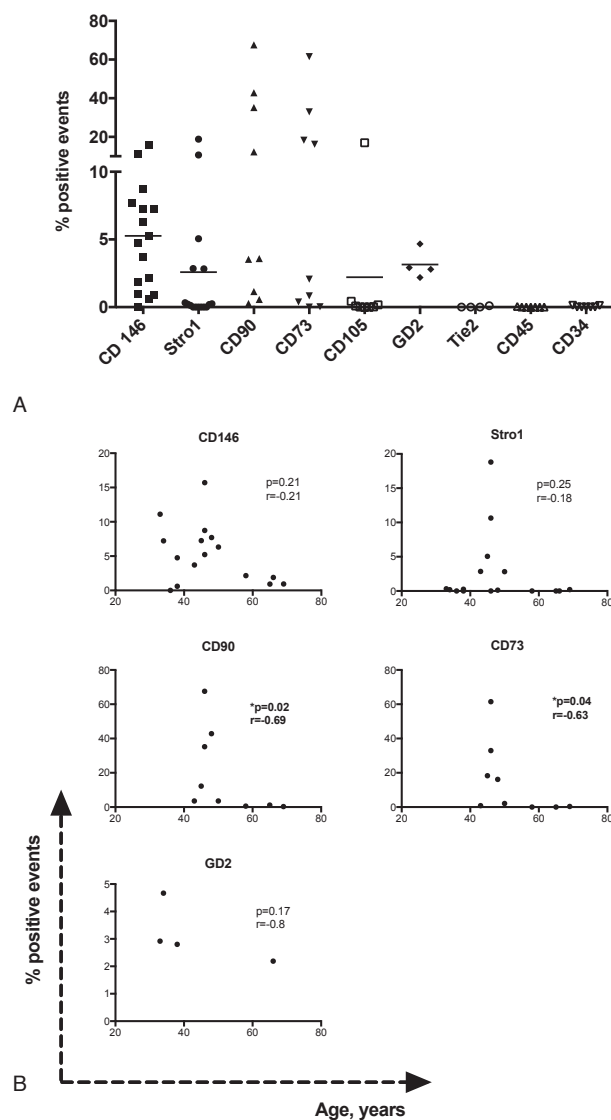 80
60
40
20
10
5
0
% positive events
CD 146
Stro1
CD90
CD73
CD105
GD2
Tie2
CD45
CD34
A
CD146
20
15
10
5
0
20
40
60
80
p=0.21
r=-0.21
Stro1
20
15
10
5
0
20
40
60
80
p=0.25
r=-0.18
CD90
80
60
40
20
0
20
40
60
80
*p=0.02
r=-0.69
CD73
80
60
40
20
0
20
40
60
80
*p=0.04
r=-0.63
GD2
5
4
3
2
1
0
20
40
60
80
p=0.17
r=-0.8
% positive events
B
Age, years